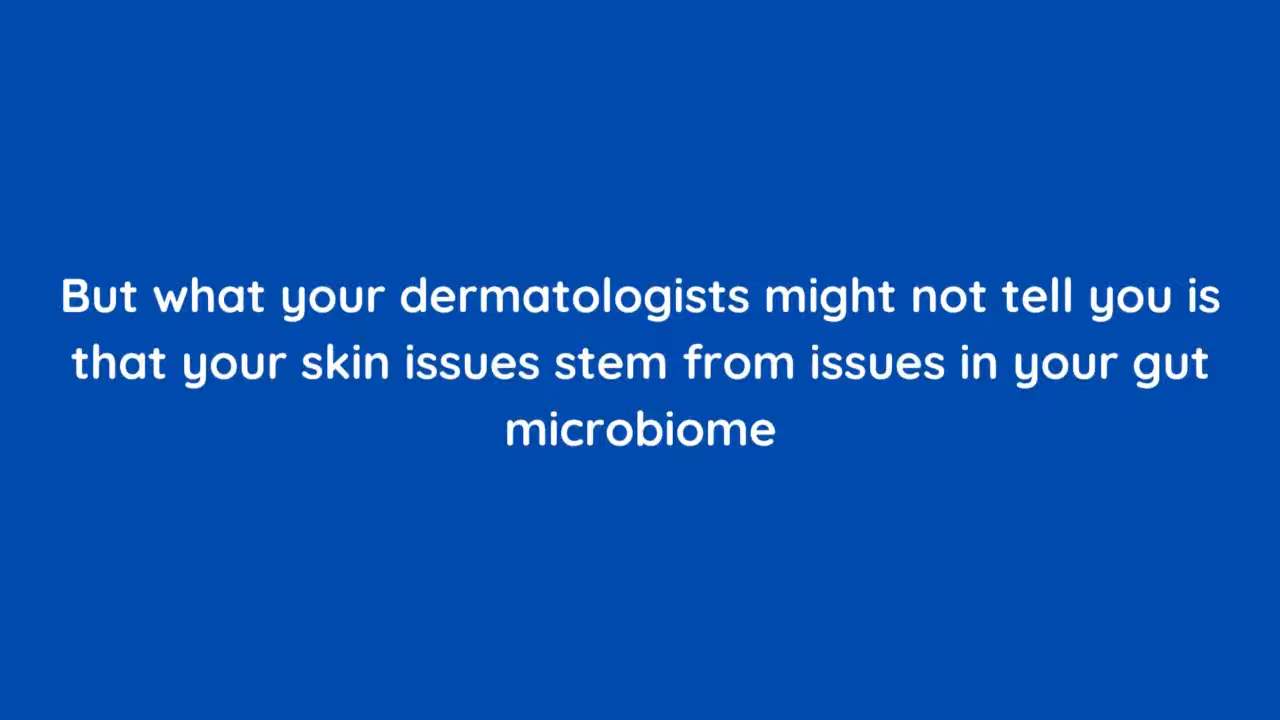 But what your dermatologists might not tell you is
that your skin issues stem from issues in your gut
microbiome